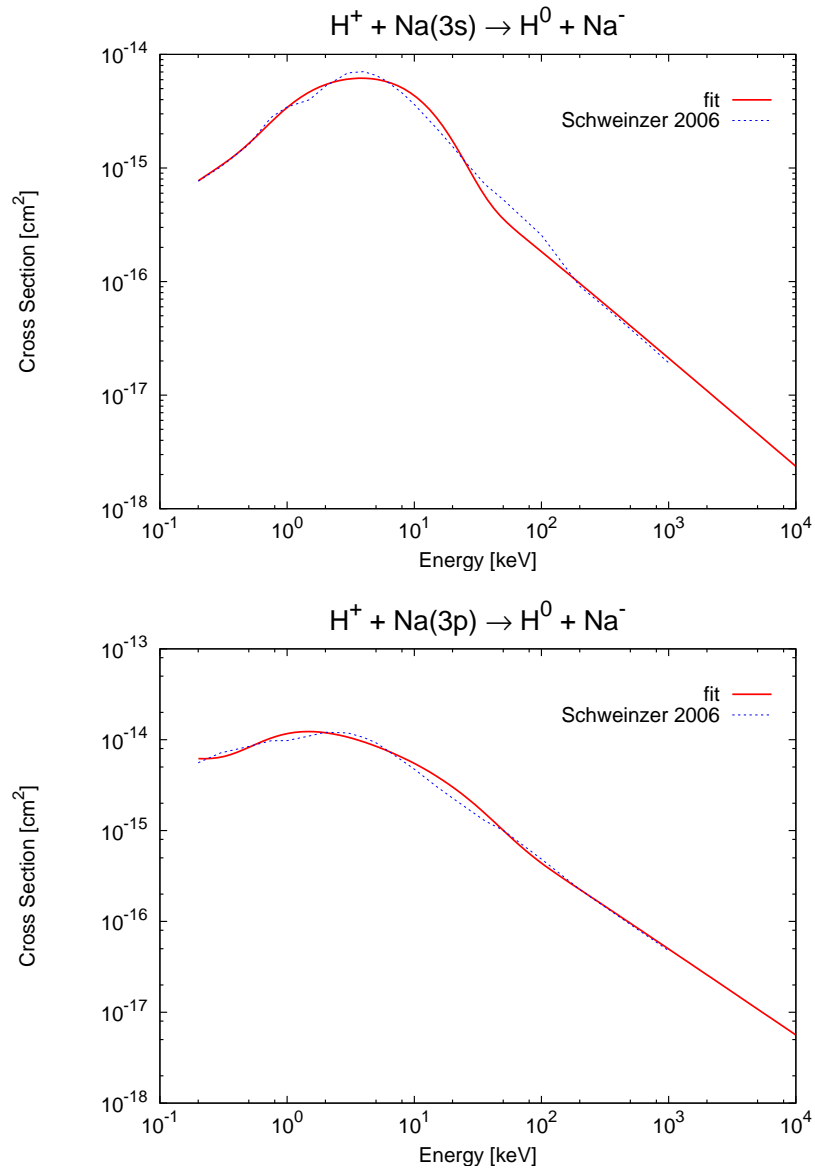 H⁺ + Na(3s) → H⁰ + Na⁻
10⁻¹⁴
fit
Schweinzer 2006
10⁻¹⁵
Cross Section [cm²]
10⁻¹⁶
10⁻¹⁷
10⁻¹⁸
10⁻¹ 10⁰ 10¹ 10² 10³ 10⁴
Energy [keV]
H⁺ + Na(3p) → H⁰ + Na⁻
10⁻¹³
fit
Schweinzer 2006
10⁻¹⁴
10⁻¹⁵
Cross Section [cm²]
10⁻¹⁶
10⁻¹⁷
10⁻¹⁸
10⁻¹ 10⁰ 10¹ 10² 10³ 10⁴
Energy [keV]